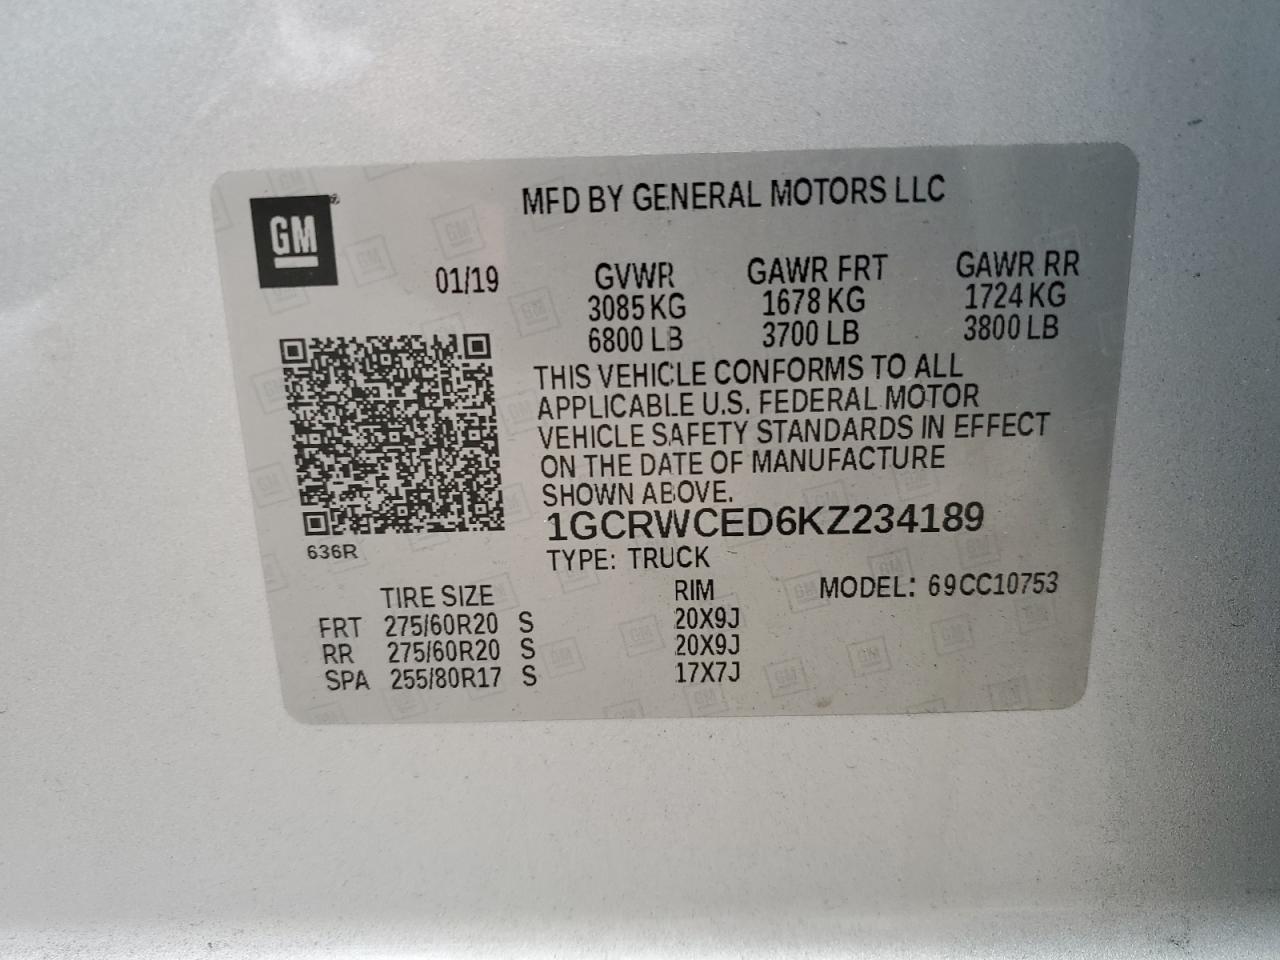 GM
MFD BY GENERAL MOTORS LLC
01/19
GVWR GAWR FRT GAWR RR
3085 KG 1678 KG 1724 KG
6800 LB 3700 LB 3800 LB
THIS VEHICLE CONFORMS TO ALL
APPLICABLE U.S. FEDERAL MOTOR
VEHICLE SAFETY STANDARDS IN EFFECT
ON THE DATE OF MANUFACTURE
SHOWN ABOVE.
1GCRWCED6KZ234189
636R
TYPE: TRUCK
TIRE SIZE RIM MODEL: 69CC10753
FRT 275/60R20 S 20X9J
RR 275/60R20 S 20X9J
SPA 255/80R17 S 17X7J